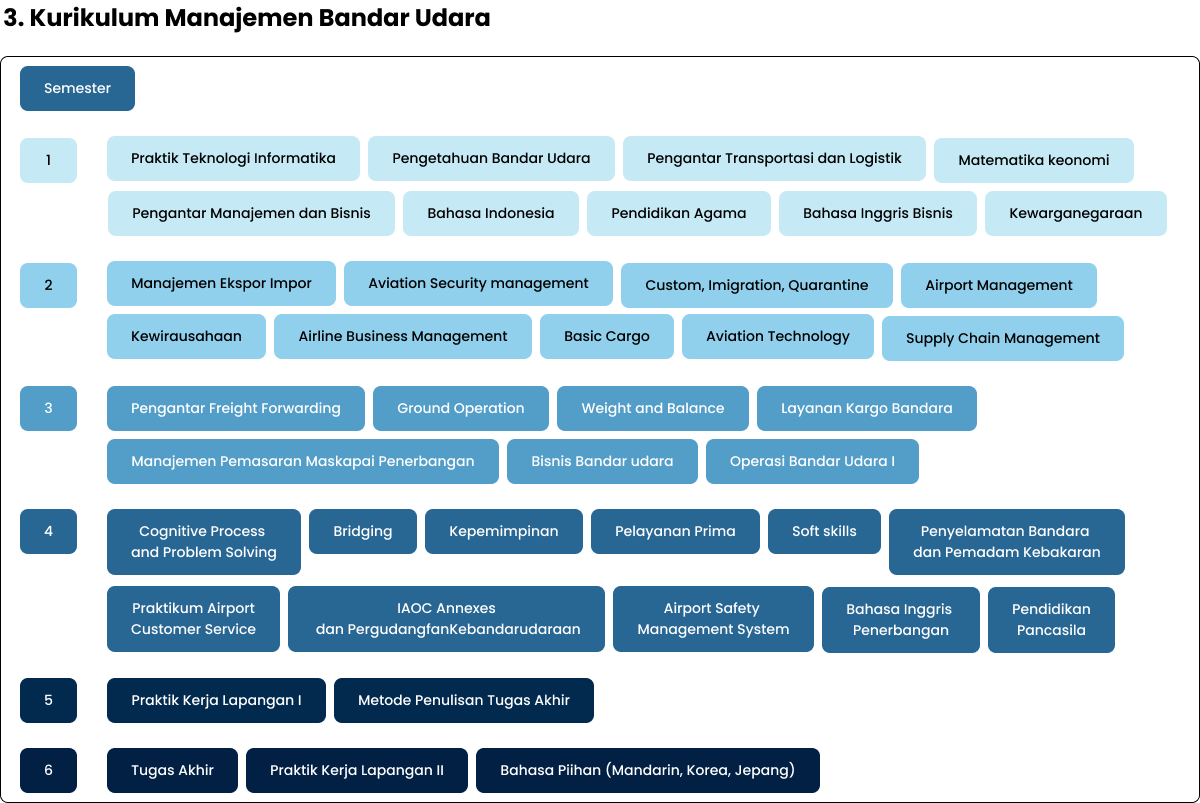 3. Kurikulum Manajemen Bandar Udara
Semester
1
Praktik Teknologi Informatika
Pengetahuan Bandar Udara
Pengantar Transportasi dan Logistik
Matematika keonomi
Pengantar Manajemen dan Bisnis
Bahasa Indonesia
Pendidikan Agama
Bahasa Inggris Bisnis
Kewarganegaraan
2
Manajemen Ekspor Impor
Aviation Security management
Custom, Imigration, Quarantine
Airport Management
Kewirausahaan
Airline Business Management
Basic Cargo
Aviation Technology
Supply Chain Management
3
Pengantar Freight Forwarding
Ground Operation
Weight and Balance
Layanan Kargo Bandara
Manajemen Pemasaran Maskapai Penerbangan
Bisnis Bandar udara
Operasi Bandar Udara I
4
Cognitive Process
and Problem Solving
Bridging
Kepemimpinan
Pelayanan Prima
Soft skills
Penyelamatan Bandara
dan Pemadam Kebakaran
Praktikum Airport
Customer Service
IAOC Annexes
dan PergudangfanKebandarudaraan
Airport Safety
Management System
Bahasa Inggris
Penerbangan
Pendidikan
Pancasila
5
Praktik Kerja Lapangan I
Metode Penulisan Tugas Akhir
6
Tugas Akhir
Praktik Kerja Lapangan II
Bahasa Piihan (Mandarin, Korea, Jepang)